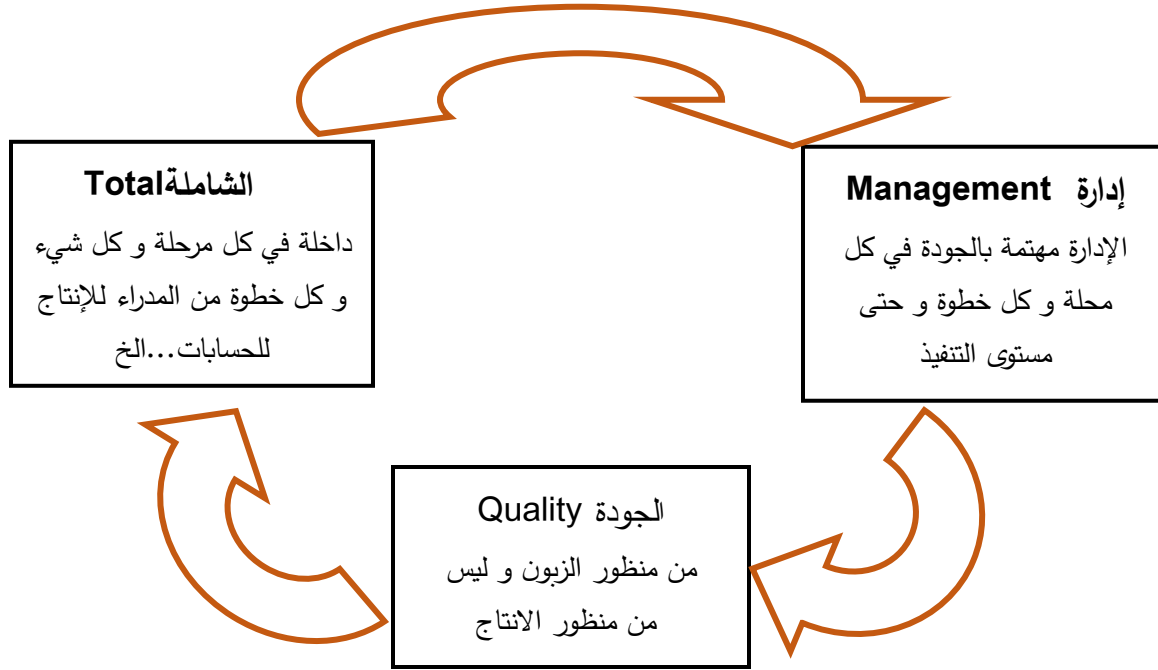 إدارة Management
الإدارة مهتمة بالجودة في كل
محلة و كل خطوة و حتى
مستوى التنفيذ
الشاملةTotal
داخلة في كل مرحلة و كل شيء
و كل خطوة من المدراء للإنتاج
للحسابات...الخ
الجودة Quality
من منظور الزبون و ليس
من منظور الانتاج